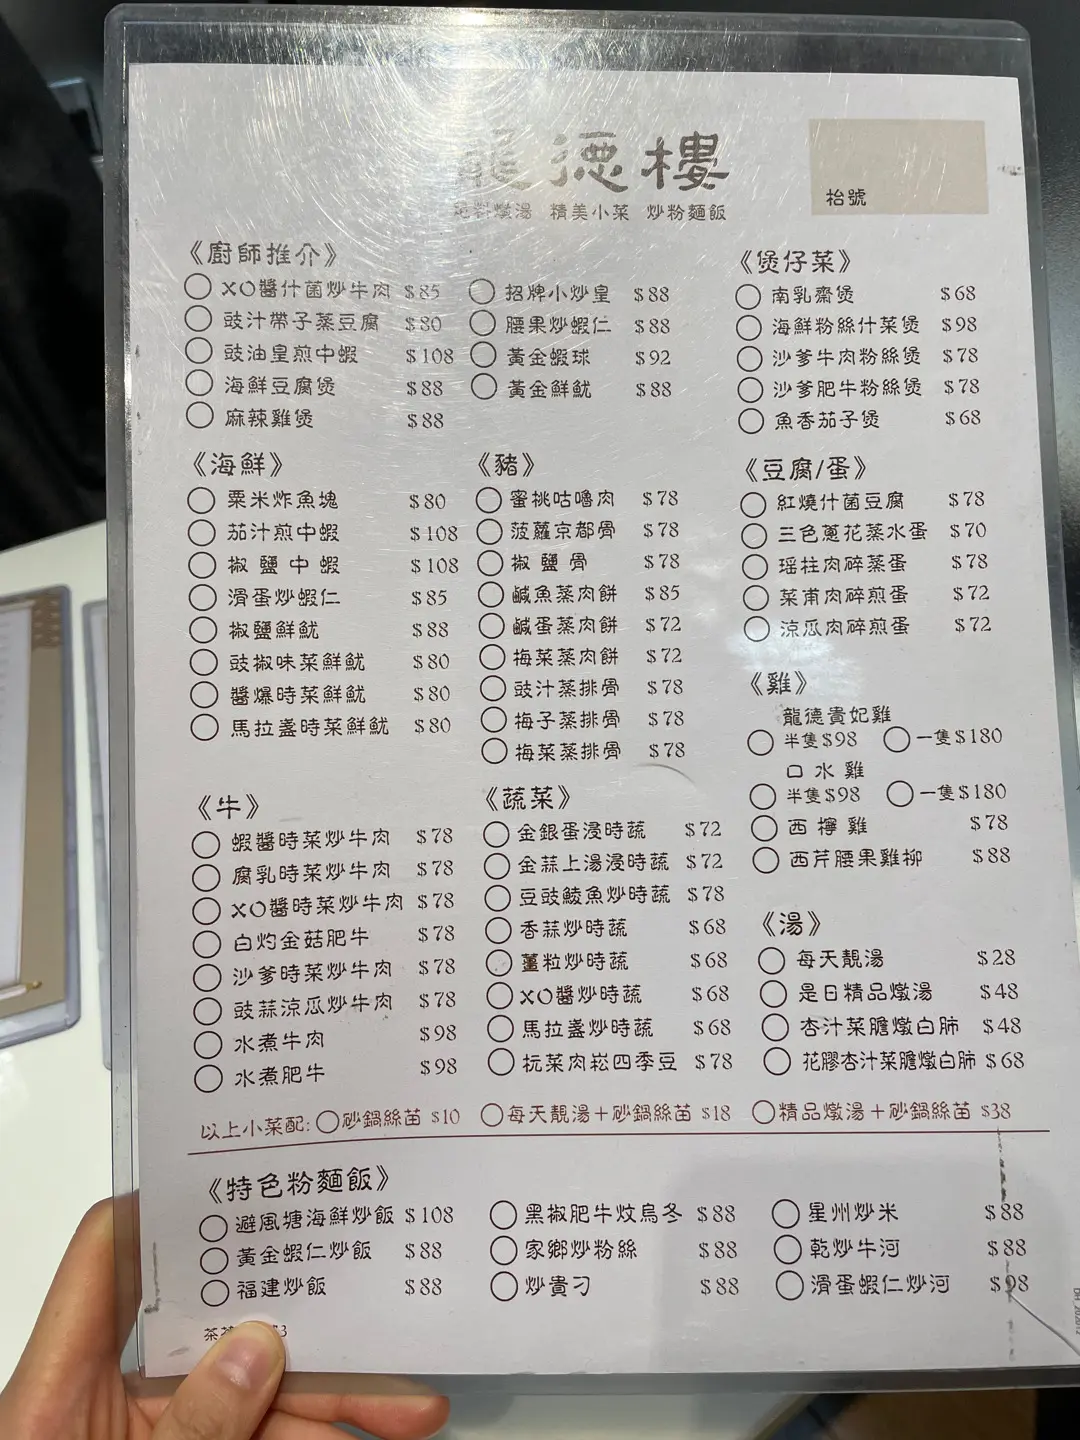 龍德樓
燉湯 精美小菜 炒粉麵飯
枱號
《廚師推介》
XO醬什菌炒牛肉 $85
豉汁帶子蒸豆腐 $80
豉油皇煎中蝦 $108
海鮮豆腐煲 $88
麻辣雞煲 $88
招牌小炒皇 $88
腰果炒蝦仁 $88
黃金蝦球 $92
黃金鮮魷 $88
《煲仔菜》
南乳齋煲 $68
海鮮粉絲什菜煲 $98
沙爹牛肉粉絲煲 $78
沙爹肥牛粉絲煲 $78
魚香茄子煲 $68
《海鮮》
粟米炸魚塊 $80
茄汁煎中蝦 $108
椒鹽中蝦 $108
滑蛋炒蝦仁 $85
椒鹽鮮魷 $88
豉椒味菜鮮魷 $80
醬爆時菜鮮魷 $80
馬拉盞時菜鮮魷 $80
《豬》
蜜桃咕嚕肉 $78
菠蘿京都骨 $78
椒鹽骨 $78
鹹魚蒸肉餅 $85
鹹蛋蒸肉餅 $72
梅菜蒸肉餅 $72
豉汁蒸排骨 $78
梅子蒸排骨 $78
梅菜蒸排骨 $78
《豆腐/蛋》
紅燒什菌豆腐 $78
三色蔥花蒸水蛋 $70
瑶柱肉碎蒸蛋 $78
菜甫肉碎煎蛋 $72
涼瓜肉碎煎蛋 $72
《雞》
龍德貴妃雞
半隻$98 一隻$180
口水雞
半隻$98 一隻$180
西檸雞 $78
西芹腰果雞柳 $88
《牛》
蝦醬時菜炒牛肉 $78
腐乳時菜炒牛肉 $78
XO醬時菜炒牛肉 $78
白灼金菇肥牛 $78
沙爹時菜炒牛肉 $78
豉蒜涼瓜炒牛肉 $78
水煮牛肉 $98
水煮肥牛 $98
《蔬菜》
金銀蛋浸時蔬 $72
金蒜上湯浸時蔬 $72
豆豉鯪魚炒時蔬 $78
香蒜炒時蔬 $68
薑粒炒時蔬 $68
XO醬炒時蔬 $68
馬拉盞炒時蔬 $68
杬菜肉崧四季豆 $78
《湯》
每天靚湯 $28
是日精品燉湯 $48
杏汁菜膽燉白肺 $48
花膠杏汁菜膽燉白肺 $68
以上小菜配: 砂鍋絲苗 $10 每天靚湯+砂鍋絲苗 $18 精品燉湯+砂鍋絲苗 $38
《特色粉麵飯》
避風塘海鮮炒飯 $108
黃金蝦仁炒飯 $88
福建炒飯 $88
黑椒肥牛炆烏冬 $88
家鄉炒粉絲 $88
炒貴刁 $88
星州炒米 $88
乾炒牛河 $88
滑蛋蝦仁炒河 $98
茶